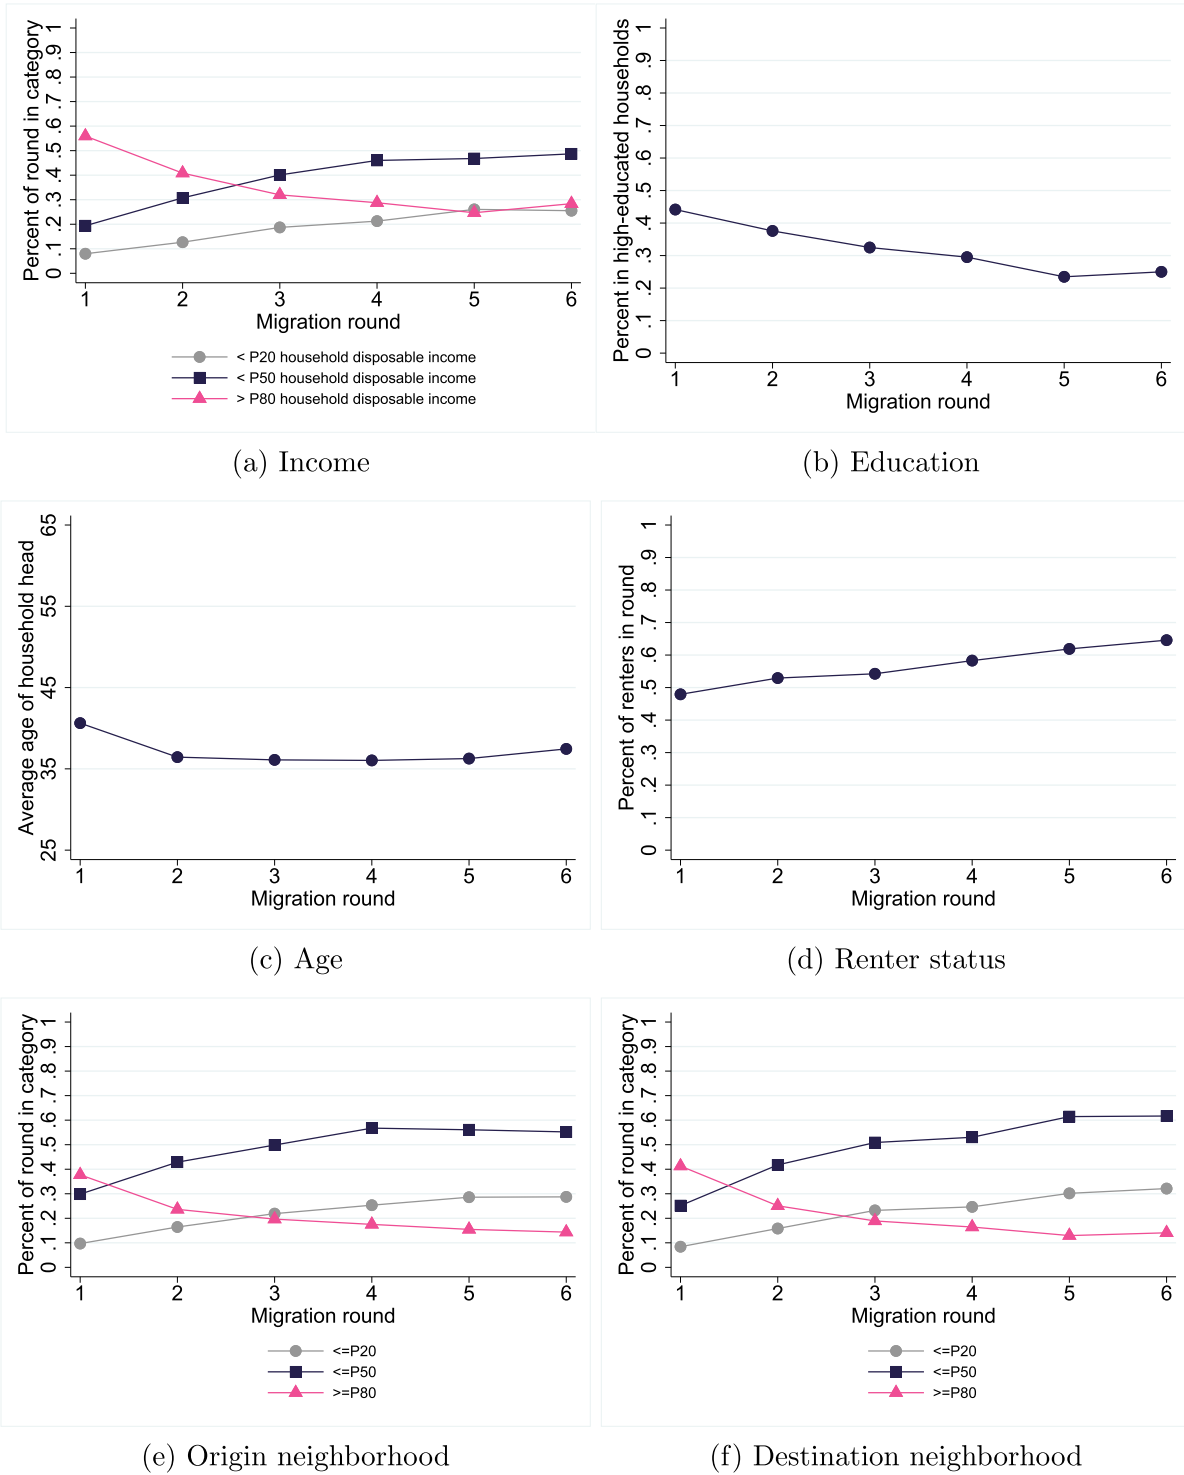 Percent of round in category
0 .1 .2 .3 .4 .5 .6 .7 .8 .9 1
1 2 3 4 5 6
Migration round
< P20 household disposable income
< P50 household disposable income
> P80 household disposable income
(a) Income
Percent in high-educated households
0 .1 .2 .3 .4 .5 .6 .7 .8 .9 1
1 2 3 4 5 6
Migration round
(b) Education
Average age of household head
25 35 45 55 65
1 2 3 4 5 6
Migration round
(c) Age
Percent of renters in round
0 .1 .2 .3 .4 .5 .6 .7 .8 .9 1
1 2 3 4 5 6
Migration round
(d) Renter status
Percent of round in category
0 .1 .2 .3 .4 .5 .6 .7 .8 .9 1
1 2 3 4 5 6
Migration round
<=P20
<=P50
>=P80
(e) Origin neighborhood
Percent of round in category
0 .1 .2 .3 .4 .5 .6 .7 .8 .9 1
1 2 3 4 5 6
Migration round
<=P20
<=P50
>=P80
(f) Destination neighborhood